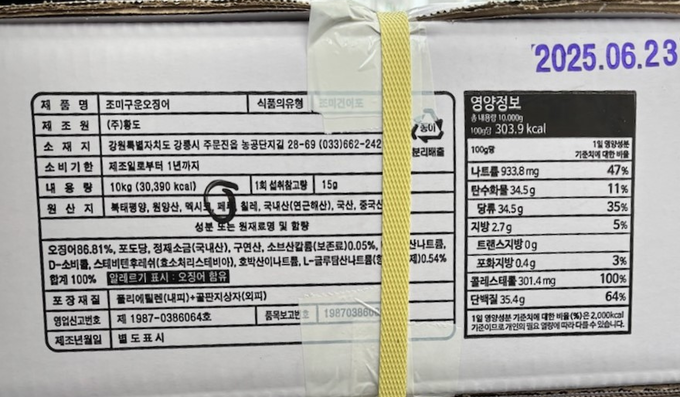 2025.06.23
제 품 명 조미구운오징어 식품의유형 조미건어포
제 조 원 (주)황도
소 재 지 강원특별자치도 강릉시 주문진읍 농공단지길 28-69 (033)662-242
종이
분리배출
소 비 기 한 제조일로부터 1년까지
내 용 량 10kg (30,390 kcal) 1회 섭취참고량 15g
원 산 지 북태평양, 원양산, 멕시코, 페루, 칠레, 국내산(연근해산), 국산, 중국산
성분 또는 원재료명 및 함량
오징어86.81%, 포도당, 정제소금(국내산), 구연산, 소브산칼륨(보존료)0.05%, 산나트륨,
D-소비톨, 스테비텐후레쉬(효소처리스테비아), 호박산이나트륨, L-글루탐산나트륨(향 제)0.54%
합계 100% 알레르기 표시 : 오징어 함유
포 장 재 질 폴리에틸렌(내피)+골판지상자(외피)
영업신고번호 제 1987-0386064호 품목보고번호 198703860
제조년월일 별 도 표 시
영양정보
총 내용량 10,000g
100g당 303.9 kcal
100g당 1일 영양성분
기준치에 대한 비율
나트륨 933.8 mg 47%
탄수화물 34.5 g 11%
당류 34.5 g 35%
지방 2.7 g 5%
트랜스지방 0 g
포화지방 0.4 g 3%
콜레스테롤 301.4 mg 100%
단백질 35.4 g 64%
1일 영양성분 기준치에 대한 비율(%)은 2,000kcal
기준이므로 개인의 필요 열량에 따라 다를 수 있습니다.